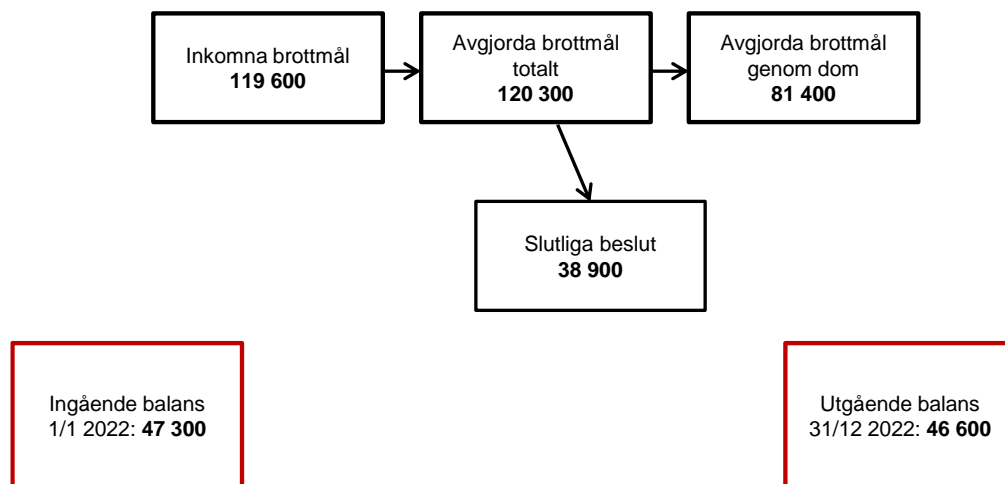 Inkomna brottmål
119 600
Avgjorda brottmål
totalt
120 300
Avgjorda brottmål
genom dom
81 400
Slutliga beslut
38 900
Ingående balans
1/1 2022: 47 300
Utgående balans
31/12 2022: 46 600